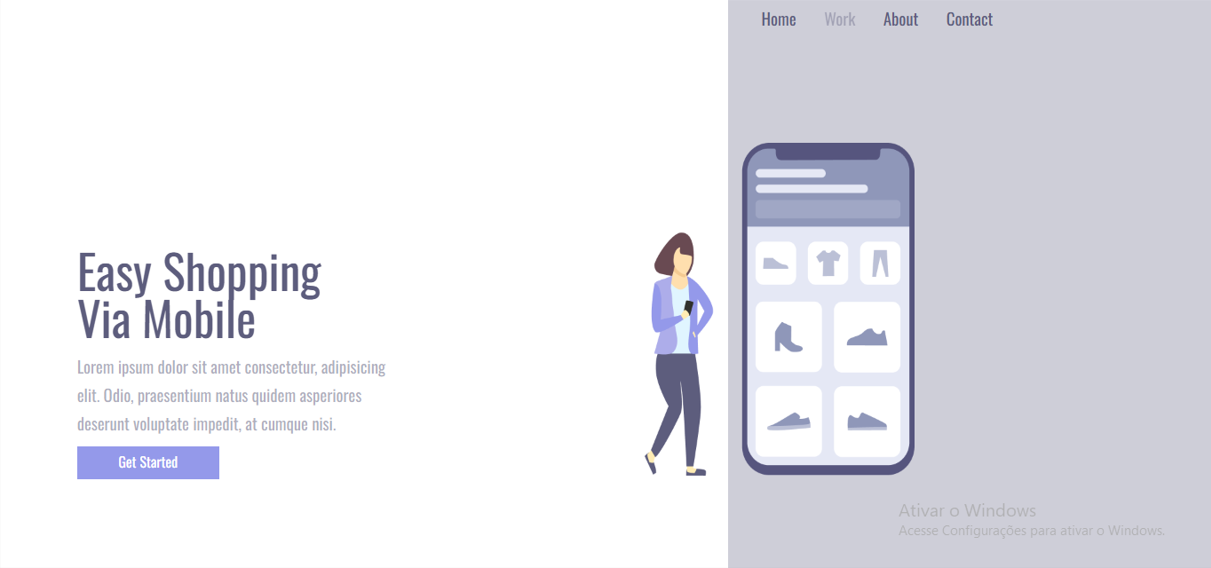 Home Work About Contact
Easy Shopping
Via Mobile
Lorem ipsum dolor sit amet consectetur, adipisicing
elit. Odio, praesentium natus quidem asperiores
deserunt voluptate impedit, at cumque nisi.
Get Started
Ativar o Windows
Acesse Configurações para ativar o Windows.